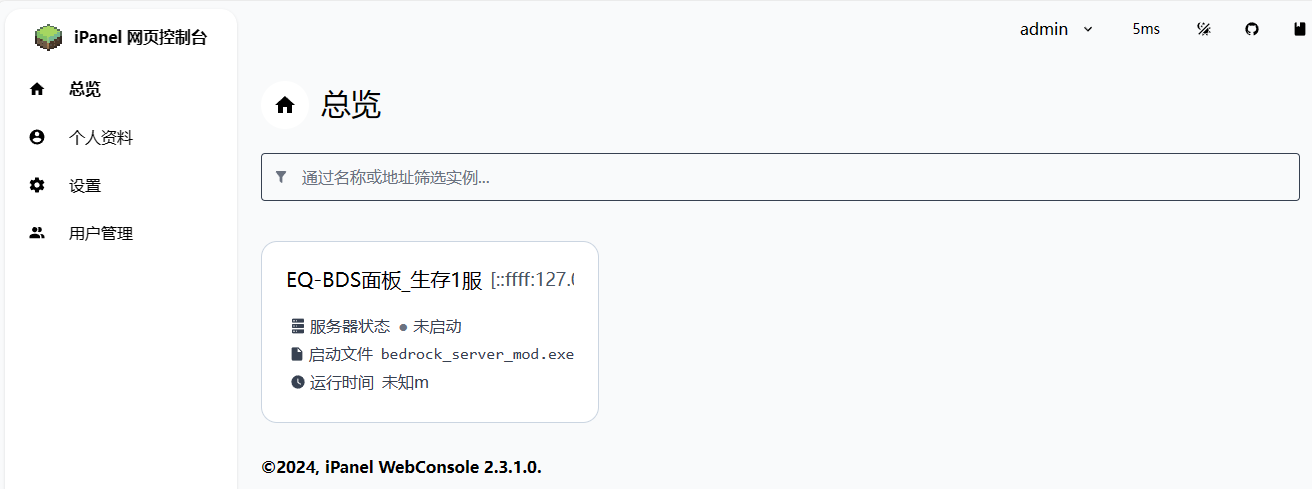 iPanel 网页控制台
admin
5ms
总览
个人资料
设置
用户管理
总览
通过名称或地址筛选实例...
EQ-BDS面板_生存1服 [::ffff:127.0
服务器状态 ● 未启动
启动文件 bedrock_server_mod.exe
运行时间 未知m
©2024, iPanel WebConsole 2.3.1.0.